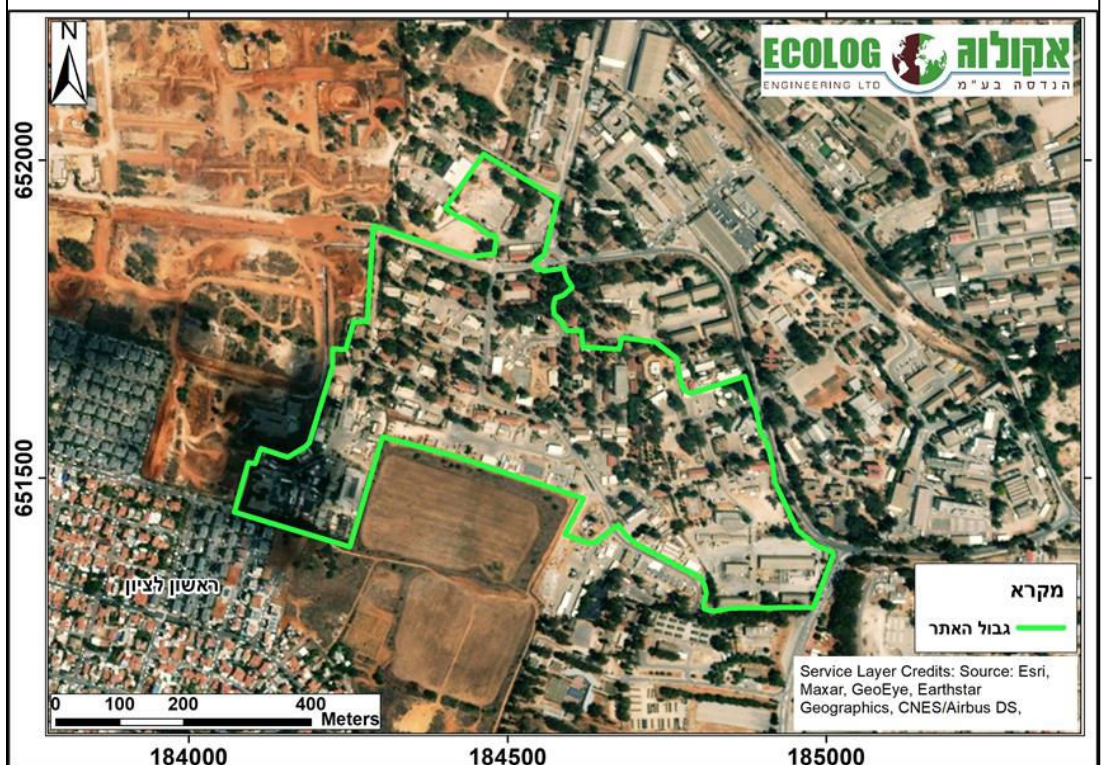 N
ECOLOG אקולוג
ENGINEERING LTD הנדסה בע"מ
652000
651500
ראשון לציון
מקרא
גבול האתר
Service Layer Credits: Source: Esri,
Maxar, GeoEye, Earthstar
Geographics, CNES/Airbus DS,
0 100 200 400
Meters
184000 184500 185000